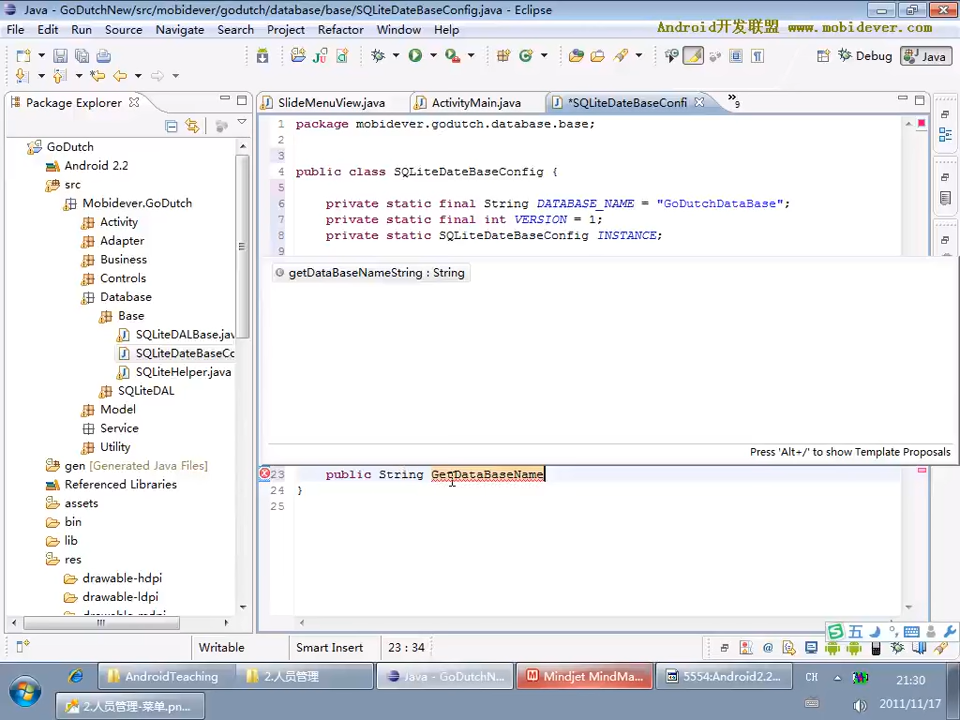 Java - GoDutchNew/src/mobidever/godutch/database/base/SQLiteDateBaseConfig.java - Eclipse
Android开发联盟 www.mobidever.com
File Edit Run Source Navigate Search Project Refactor Window Help
Debug Java
Package Explorer
SlideMenuView.java ActivityMain.java *SQLiteDateBaseConfi »9
GoDutch
Android 2.2
src
Mobidever.GoDutch
Activity
Adapter
Business
Controls
Database
Base
SQLiteDALBase.jav
SQLiteDateBaseCo
SQLiteHelper.java
SQLiteDAL
Model
Service
Utility
gen [Generated Java Files]
Referenced Libraries
assets
bin
lib
res
drawable-hdpi
drawable-ldpi
1 package mobidever.godutch.database.base;
2
3
4 public class SQLiteDateBaseConfig {
5
6 private static final String DATABASE_NAME = "GoDutchDataBase";
7 private static final int VERSION = 1;
8 private static SQLiteDateBaseConfig INSTANCE;
9
getDataBaseNameString : String
Press 'Alt+/' to show Template Proposals
23 public String GetDataBaseName
24 }
25
五
Writable Smart Insert 23 : 34
AndroidTeaching 2.人员管理 Java - GoDutchN... Mindjet MindMa... 5554:Android2.2... CH 21:30
2.人员管理-菜单.pn... 2011/11/17